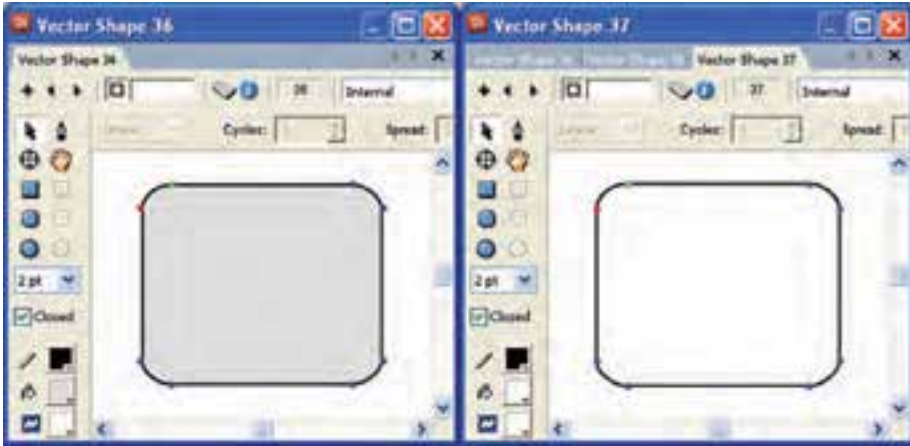 Vector Shape 36
Vector Shape 36
36 Internal
Cycles: Spread:
2 pt
Closed
Vector Shape 37
Vector Shape 37
37 Internal
Cycles: Spread:
2 pt
Closed